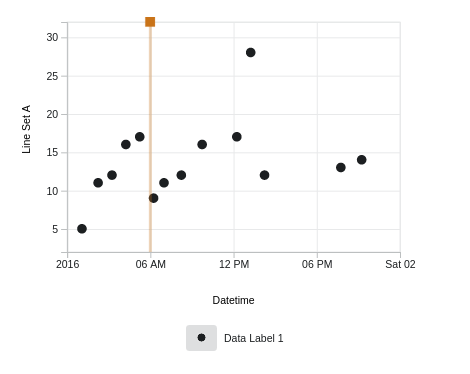 30
25
20
15
10
5
Line Set A
2016
06 AM
12 PM
06 PM
Sat 02
Datetime
Data Label 1